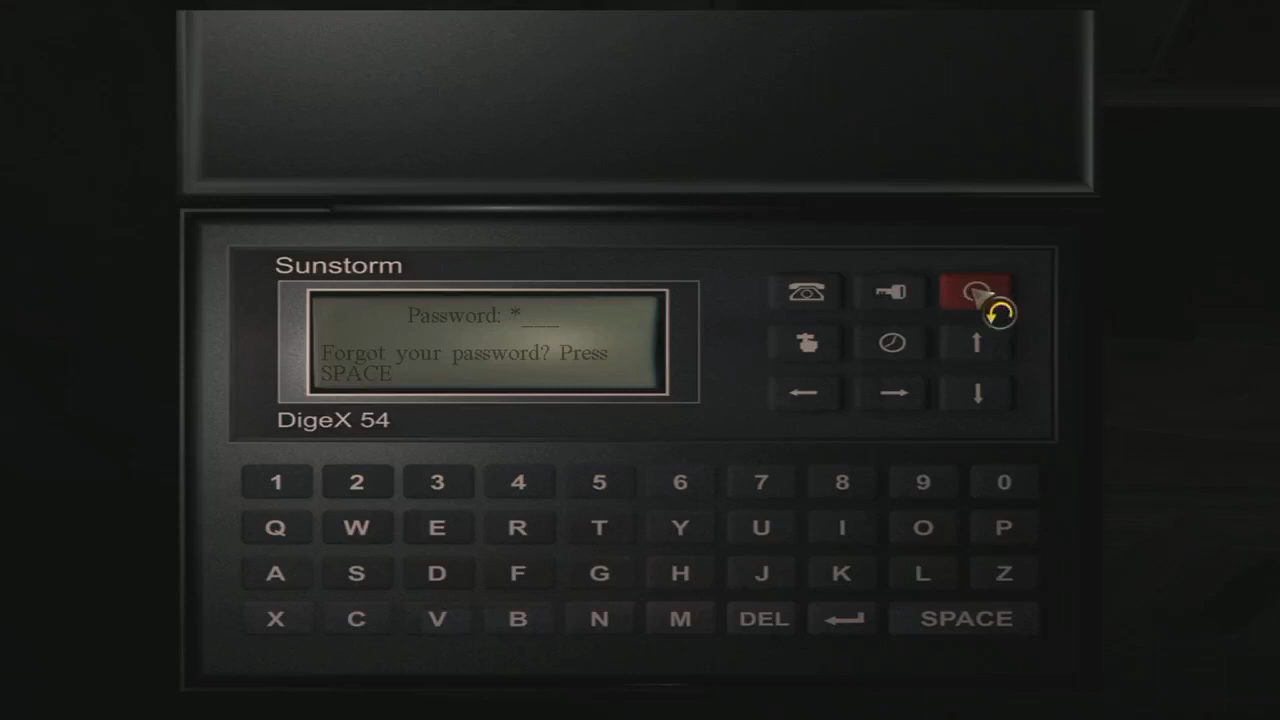 Sunstorm
Password: *___
Forgot your password? Press
SPACE
DigeX 54
1 2 3 4 5 6 7 8 9 0
Q W E R T Y U I O P
A S D F G H J K L Z
X C V B N M DEL SPACE